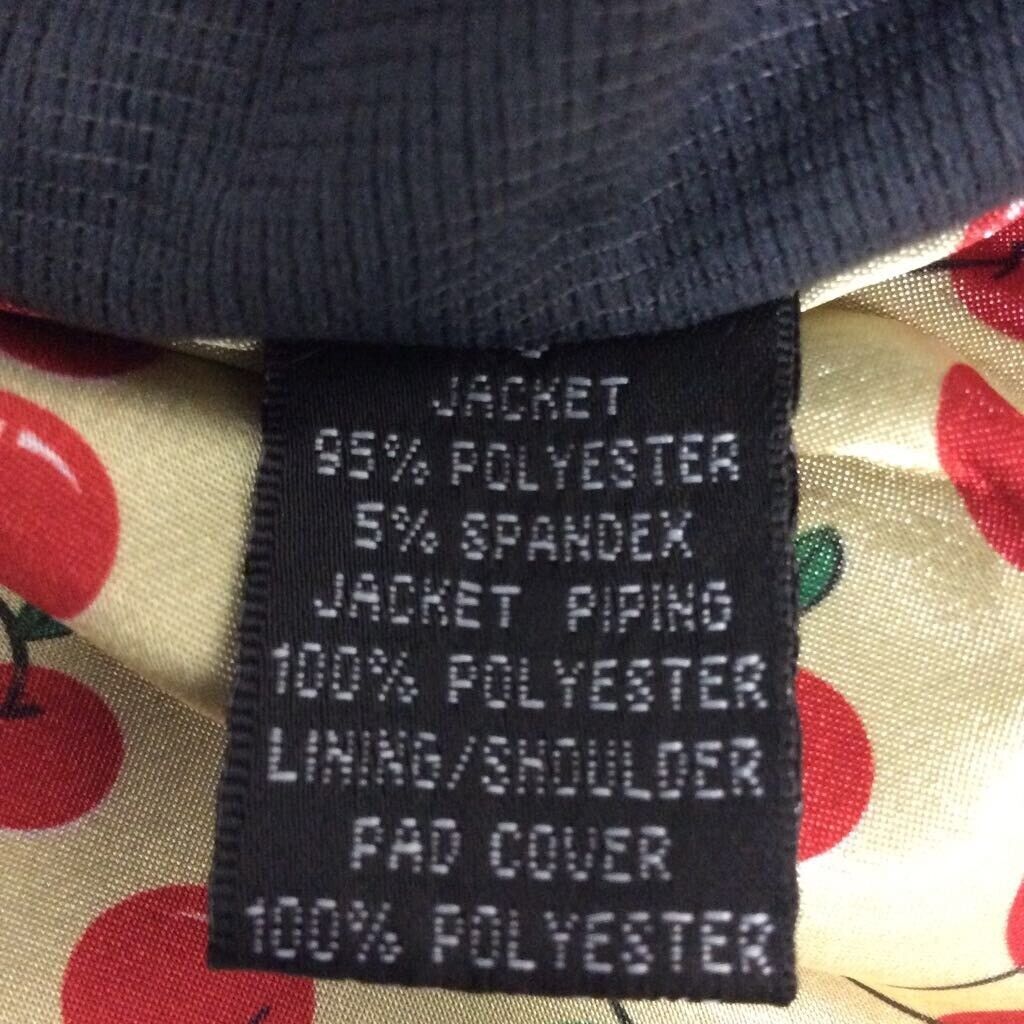 JACKET
95% POLYESTER
5% SPANDEX
JACKET PIPING
100% POLYESTER
LINING/SHOULDER
PAD COVER
100% POLYESTER